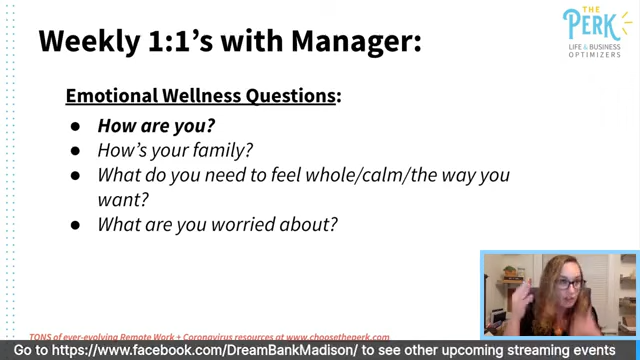 THE
PERK
LIFE & BUSINESS
OPTIMIZERS
Weekly 1:1's with Manager:
Emotional Wellness Questions:
● How are you?
● How's your family?
● What do you need to feel whole/calm/the way you
want?
● What are you worried about?
TONS of ever-evolving Remote Work + Coronavirus resources at www.choosetheperk.com
Go to https://www.facebook.com/DreamBankMadison/ to see other upcoming streaming events